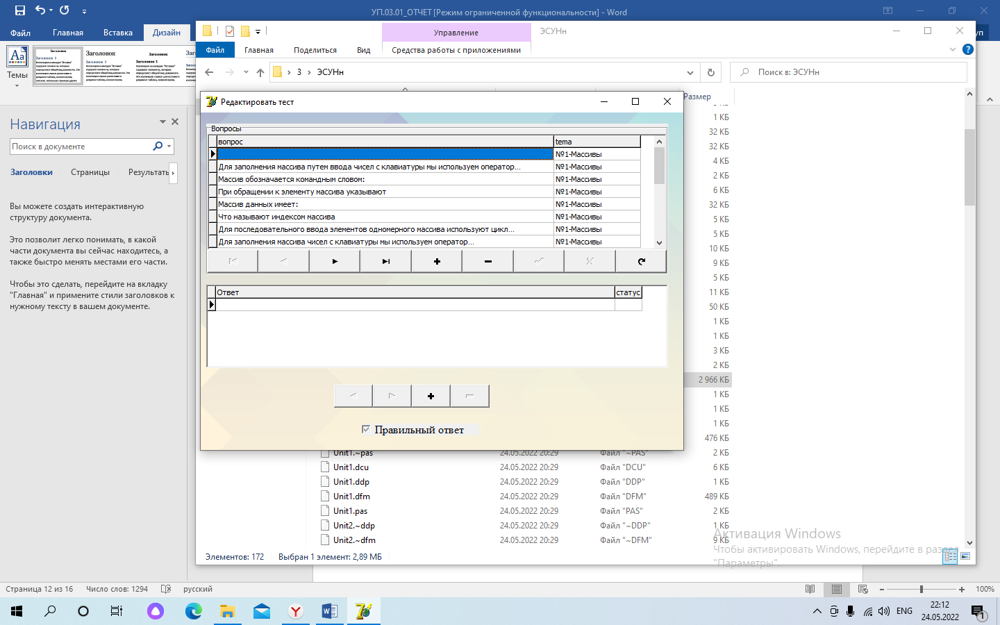 УП.03.01_ОТЧЕТ [Режим ограниченной функциональности] - Word
Файл
Главная
Вставка
Дизайн
уп
Aa
Темы
Заголовок
Заголовок 1
Заголовок
Заголовок 1
Заголовок
Заголовок 1
Управление
ЭСУНн
Файл
Главная
Поделиться
Вид
Средства работы с приложениями
3
ЭСУНн
Поиск в: ЭСУНн
Навигация
Поиск в документе
Заголовки
Страницы
Результаты
Вы можете создать интерактивную
структуру документа.
Это позволит легко понимать, в какой
части документа вы сейчас находитесь, а
также быстро менять местами его части.
Чтобы это сделать, перейдите на вкладку
"Главная" и примените стили заголовков к
нужному тексту в вашем документе.
Редактировать тест
Вопросы
вопрос
tema
№1-Массивы
Для заполнения массива путем ввода чисел с клавиатуры мы используем оператор...
№1-Массивы
Массив обозначается командным словом:
№1-Массивы
При обращении к элементу массива указывают
№1-Массивы
Массив данных имеет:
№1-Массивы
Что называют индексом массива
№1-Массивы
Для последовательного ввода элементов одномерного массива используют цикл...
№1-Массивы
Для заполнения массива чисел с клавиатуры мы используем оператор...
№1-Массивы
Ответ
статус
Правильный ответ
Размер
1 КБ
32 КБ
32 КБ
4 КБ
2 КБ
6 КБ
32 КБ
5 КБ
5 КБ
10 КБ
9 КБ
5 КБ
11 КБ
50 КБ
1 КБ
1 КБ
3 КБ
2 КБ
2 966 КБ
1 КБ
1 КБ
1 КБ
476 КБ
Unit1.~pas 24.05.2022 20:29 Файл "~PAS" 2 КБ
Unit1.dcu 24.05.2022 20:29 Файл "DCU" 6 КБ
Unit1.ddp 24.05.2022 20:29 Файл "DDP" 1 КБ
Unit1.dfm 24.05.2022 20:29 Файл "DFM" 489 КБ
Unit1.pas 24.05.2022 20:29 Файл "PAS" 2 КБ
Unit2.~ddp 24.05.2022 20:29 Файл "~DDP" 1 КБ
Unit2.~dfm 24.05.2022 20:29 Файл "~DFM" 9 КБ
Активация Windows
Чтобы активировать Windows, перейдите в раздел
"Параметры".
Элементов: 172
Выбран 1 элемент: 2,89 МБ
Страница 12 из 16
Число слов: 1294
русский
100%
ENG
22:12
24.05.2022
1